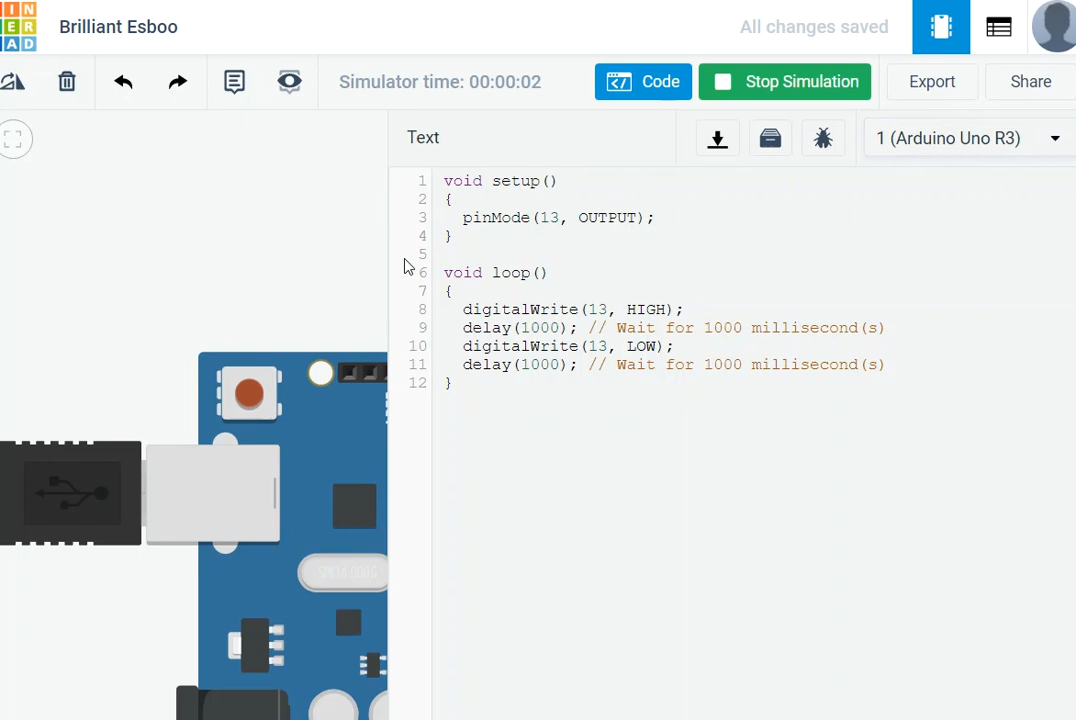 IN
ER
AD
Brilliant Esboo
All changes saved
Simulator time: 00:00:02
Code
Stop Simulation
Export
Share
Text
1 (Arduino Uno R3)
1 void setup()
2 {
3   pinMode(13, OUTPUT);
4 }
5
6 void loop()
7 {
8   digitalWrite(13, HIGH);
9   delay(1000); // Wait for 1000 millisecond(s)
10   digitalWrite(13, LOW);
11   delay(1000); // Wait for 1000 millisecond(s)
12 }